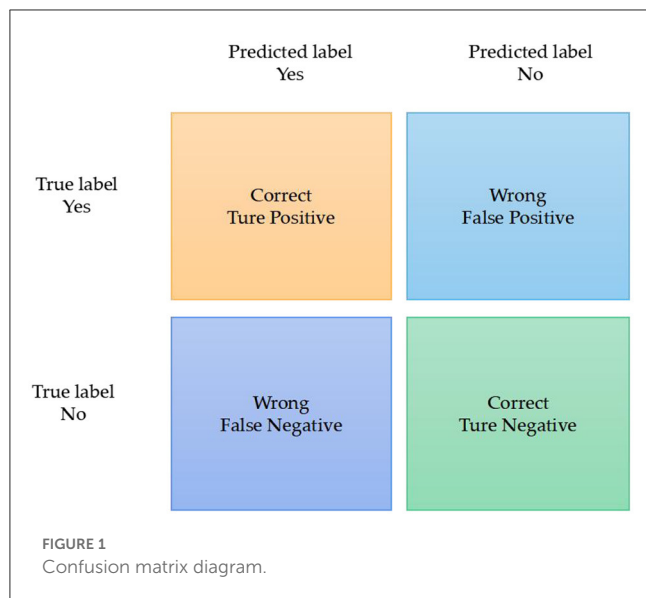 Predicted label
Yes
Predicted label
No
True label
Yes
Correct
Ture Positive
Wrong
False Positive
True label
No
Wrong
False Negative
Correct
Ture Negative
FIGURE 1
Confusion matrix diagram.